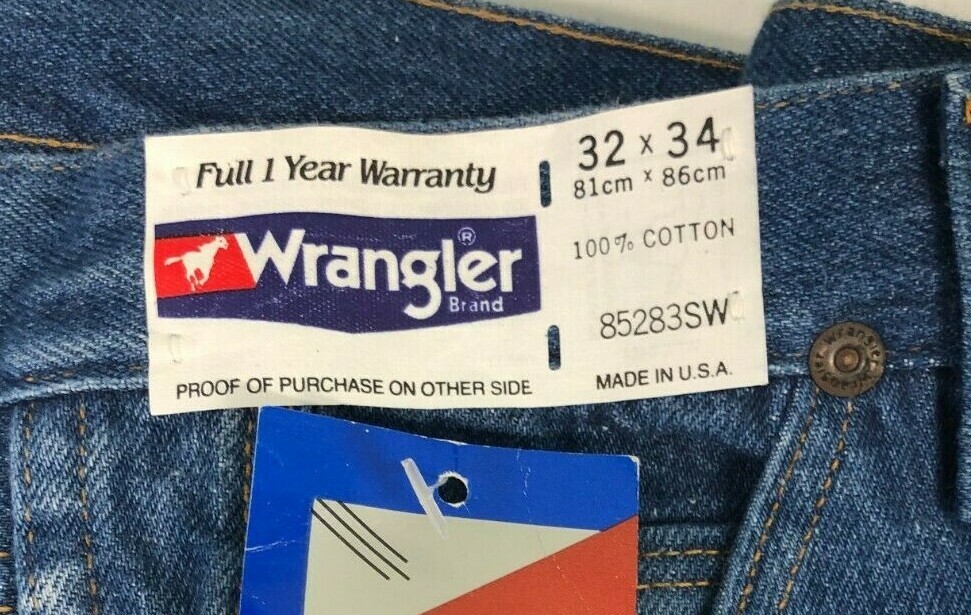 Full 1 Year Warranty
Wrangler®
Brand
PROOF OF PURCHASE ON OTHER SIDE
32 x 34
81cm x 86cm
100% COTTON
85283SW
MADE IN U.S.A.
Wrangler